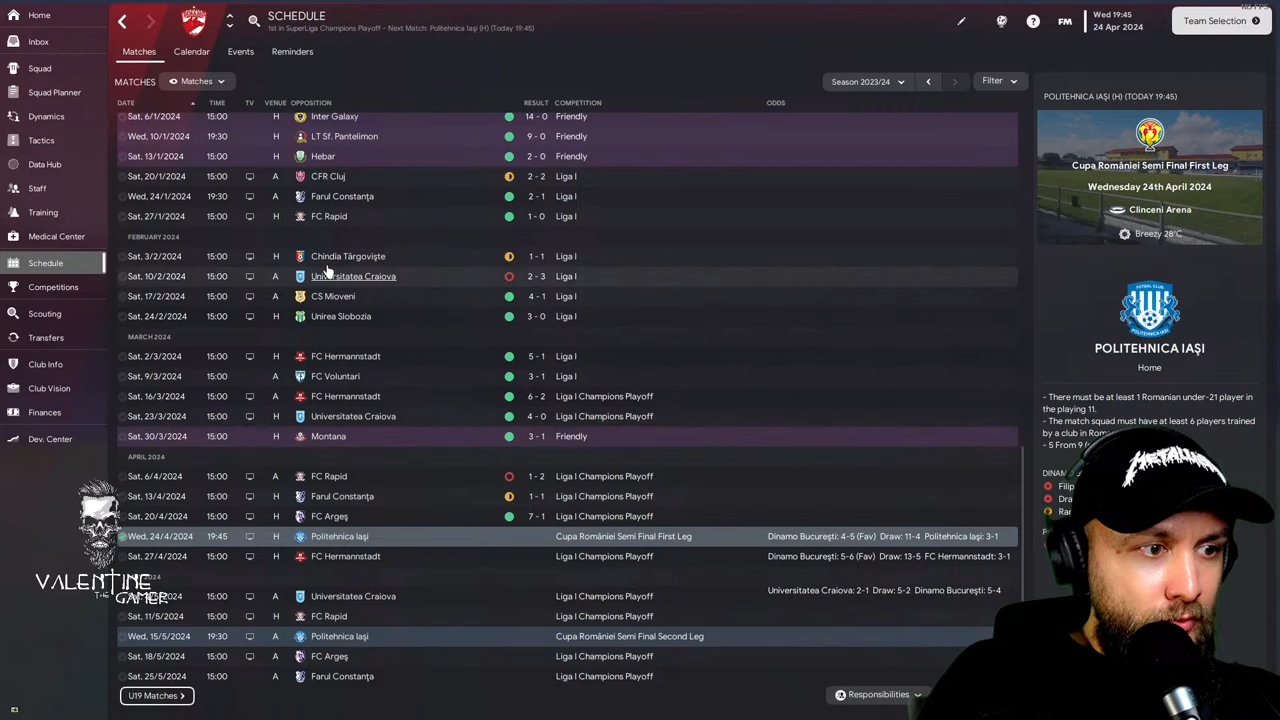 Home
Inbox
Squad
Squad Planner
Dynamics
Tactics
Data Hub
Staff
Training
Medical Center
Schedule
Competitions
Scouting
Transfers
Club Info
Club Vision
Finances
Dev. Center
SCHEDULE
1st in SuperLiga Champions Playoff - Next Match: Politehnica Iaşi (H) (Today 19:45)
FM
Wed 19:45
24 Apr 2024
Team Selection
Matches Calendar Events Reminders
MATCHES Matches Season 2023/24 Filter
DATE TIME TV VENUE OPPOSITION RESULT COMPETITION ODDS
Sat, 6/1/2024 15:00 H Inter Galaxy 14 - 0 Friendly
Wed, 10/1/2024 19:30 H LT Sf. Pantelimon 9 - 0 Friendly
Sat, 13/1/2024 15:00 H Hebar 2 - 0 Friendly
Sat, 20/1/2024 15:00 A CFR Cluj 2 - 2 Liga I
Wed, 24/1/2024 19:30 A Farul Constanţa 2 - 1 Liga I
Sat, 27/1/2024 15:00 H FC Rapid 1 - 0 Liga I
FEBRUARY 2024
Sat, 3/2/2024 15:00 H Chindia Târgovişte 1 - 1 Liga I
Sat, 10/2/2024 15:00 A Universitatea Craiova 2 - 3 Liga I
Sat, 17/2/2024 15:00 A CS Mioveni 4 - 1 Liga I
Sat, 24/2/2024 15:00 H Unirea Slobozia 3 - 0 Liga I
MARCH 2024
Sat, 2/3/2024 15:00 H FC Hermannstadt 5 - 1 Liga I
Sat, 9/3/2024 15:00 A FC Voluntari 3 - 1 Liga I
Sat, 16/3/2024 15:00 A FC Hermannstadt 6 - 2 Liga I Champions Playoff
Sat, 23/3/2024 15:00 H Universitatea Craiova 4 - 0 Liga I Champions Playoff
Sat, 30/3/2024 15:00 H Montana 3 - 1 Friendly
APRIL 2024
Sat, 6/4/2024 15:00 A FC Rapid 1 - 2 Liga I Champions Playoff
Sat, 13/4/2024 15:00 H Farul Constanţa 1 - 1 Liga I Champions Playoff
Sat, 20/4/2024 15:00 H FC Argeş 7 - 1 Liga I Champions Playoff
Wed, 24/4/2024 19:45 H Politehnica Iaşi Cupa României Semi Final First Leg Dinamo Bucureşti: 4-5 (Fav) Draw: 11-4 Politehnica Iaşi: 3-1
Sat, 27/4/2024 15:00 H FC Hermannstadt Liga I Champions Playoff Dinamo Bucureşti: 5-6 (Fav) Draw: 13-5 FC Hermannstadt: 3-1
2024
15:00 A Universitatea Craiova Liga I Champions Playoff Universitatea Craiova: 2-1 Draw: 5-2 Dinamo Bucureşti: 5-4
Sat, 11/5/2024 15:00 H FC Rapid Liga I Champions Playoff
Wed, 15/5/2024 19:30 A Politehnica Iaşi Cupa României Semi Final Second Leg
Sat, 18/5/2024 15:00 A FC Argeş Liga I Champions Playoff
Sat, 25/5/2024 15:00 A Farul Constanţa Liga I Champions Playoff
U19 Matches
Responsibilities
POLITEHNICA IAŞI (H) (TODAY 19:45)
Cupa României Semi Final First Leg
Wednesday 24th April 2024
Clinceni Arena
Breezy 28°C
POLITEHNICA IAŞI
Home
- There must be at least 1 Romanian under-21 player in
the playing 11.
- The match squad must have at least 6 players trained
by a club in
- 5 From 9
DINAMO
VALENTINE
THE GAMER
METALLICA